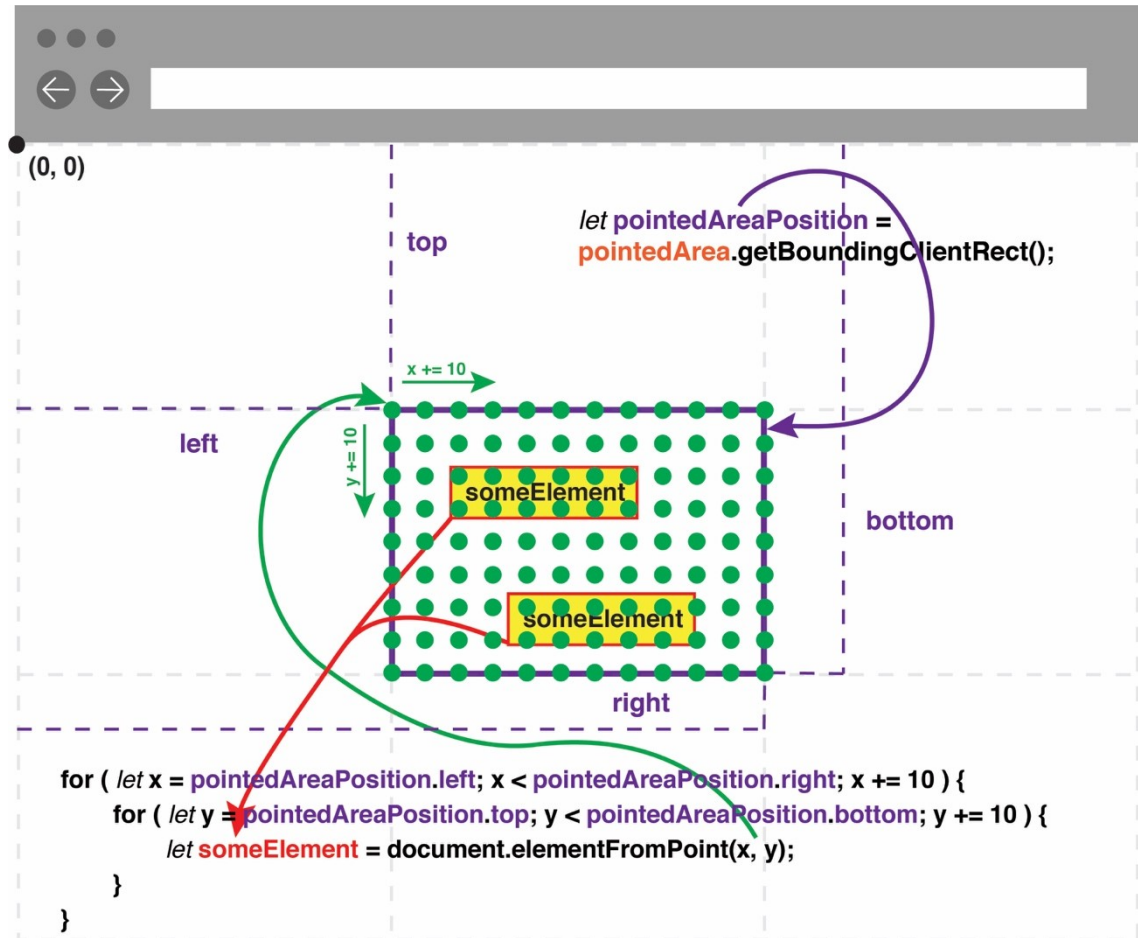 (0, 0)
let pointedAreaPosition =
pointedArea.getBoundingClientRect();
top
x += 10
left
y += 10
someElement
bottom
someElement
right
for ( let x = pointedAreaPosition.left; x < pointedAreaPosition.right; x += 10 ) {
for ( let y = pointedAreaPosition.top; y < pointedAreaPosition.bottom; y += 10 ) {
let someElement = document.elementFromPoint(x, y);
}
}